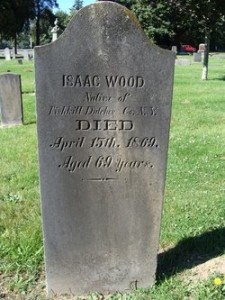 ISAAC WOOD
Native of
Fishkill Dutchess Co. N.Y.
DIED
April 15th. 1869.
Aged 69 years.